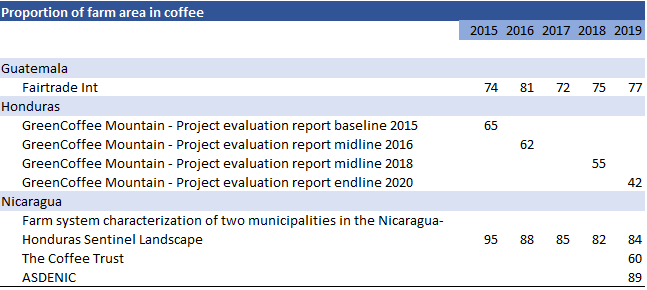 Proportion of farm area in coffee
2015 2016 2017 2018 2019
Guatemala
Fairtrade Int 74 81 72 75 77
Honduras
GreenCoffee Mountain - Project evaluation report baseline 2015 65
GreenCoffee Mountain - Project evaluation report midline 2016 62
GreenCoffee Mountain - Project evaluation report midline 2018 55
GreenCoffee Mountain - Project evaluation report endline 2020 42
Nicaragua
Farm system characterization of two municipalities in the Nicaragua-
Honduras Sentinel Landscape 95 88 85 82 84
The Coffee Trust 60
ASDENIC 89